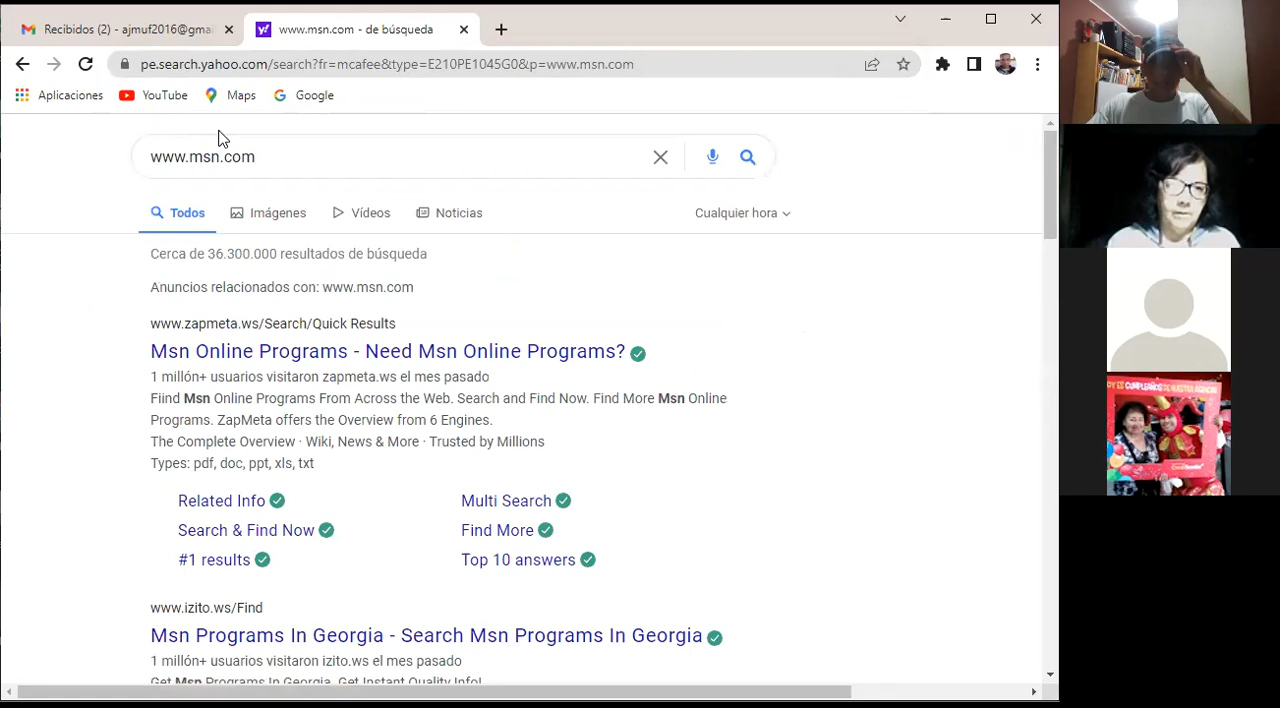 Recibidos (2) - ajmuf2016@gma
www.msn.com - de búsqueda
pe.search.yahoo.com/search?fr=mcafee&type=E210PE1045G0&p=www.msn.com
Aplicaciones
YouTube
Maps
Google
www.msn.com
Todos
Imágenes
Vídeos
Noticias
Cualquier hora
Cerca de 36.300.000 resultados de búsqueda
Anuncios relacionados con: www.msn.com
www.zapmeta.ws/Search/Quick Results
Msn Online Programs - Need Msn Online Programs?
1 millón+ usuarios visitaron zapmeta.ws el mes pasado
Fiind Msn Online Programs From Across the Web. Search and Find Now. Find More Msn Online
Programs. ZapMeta offers the Overview from 6 Engines.
The Complete Overview · Wiki, News & More · Trusted by Millions
Types: pdf, doc, ppt, xls, txt
Related Info
Multi Search
Search & Find Now
Find More
#1 results
Top 10 answers
www.izito.ws/Find
Msn Programs In Georgia - Search Msn Programs In Georgia
1 millón+ usuarios visitaron izito.ws el mes pasado
Get Msn Programs In Georgia. Get Instant Quality Info!
OY ES CUMPLEAÑOS DE NUESTRA